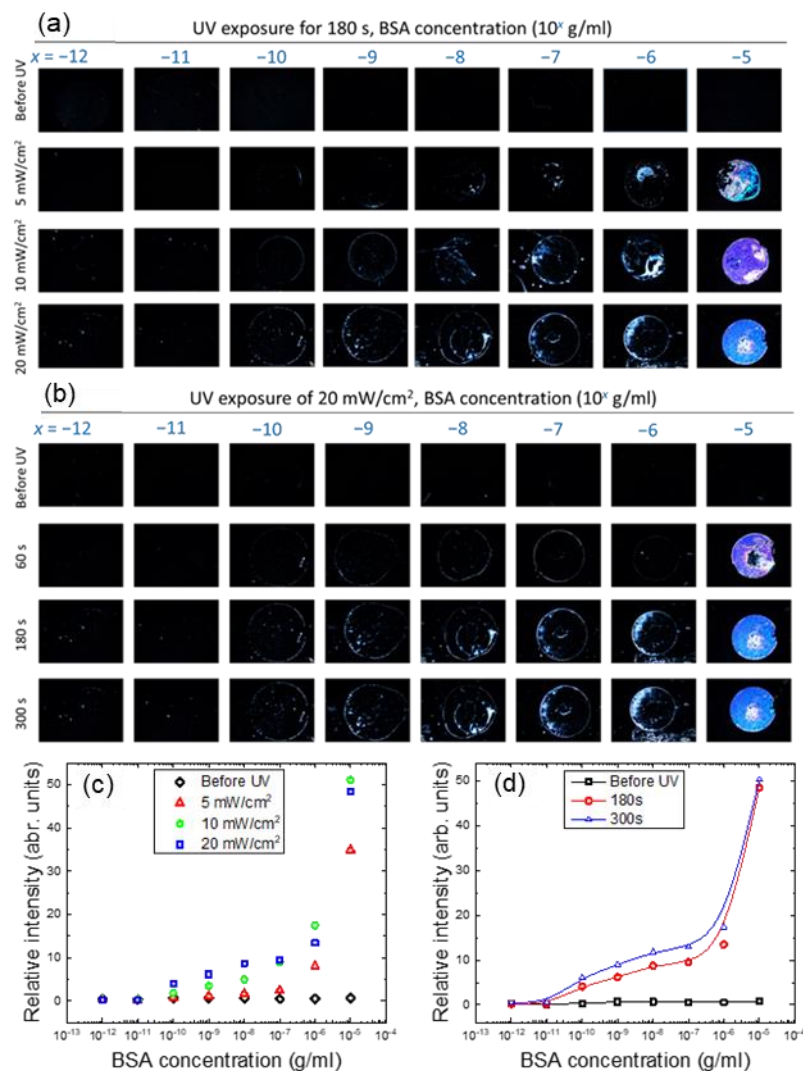 (a)
UV exposure for 180 s, BSA concentration (10ˣ g/ml)
x = −12 −11 −10 −9 −8 −7 −6 −5
Before UV
5 mW/cm²
10 mW/cm²
20 mW/cm²
(b)
UV exposure of 20 mW/cm², BSA concentration (10ˣ g/ml)
x = −12 −11 −10 −9 −8 −7 −6 −5
Before UV
60 s
180 s
300 s
(c)
Before UV
5 mW/cm²
10 mW/cm²
20 mW/cm²
Relative intensity (abr. units)
50
40
30
20
10
0
10⁻¹³ 10⁻¹² 10⁻¹¹ 10⁻¹⁰ 10⁻⁹ 10⁻⁸ 10⁻⁷ 10⁻⁶ 10⁻⁵ 10⁻⁴
BSA concentration (g/ml)
(d)
Before UV
180s
300s
Relative intensity (arb. units)
50
40
30
20
10
0
10⁻¹³ 10⁻¹² 10⁻¹¹ 10⁻¹⁰ 10⁻⁹ 10⁻⁸ 10⁻⁷ 10⁻⁶ 10⁻⁵ 10⁻⁴
BSA concentration (g/ml)